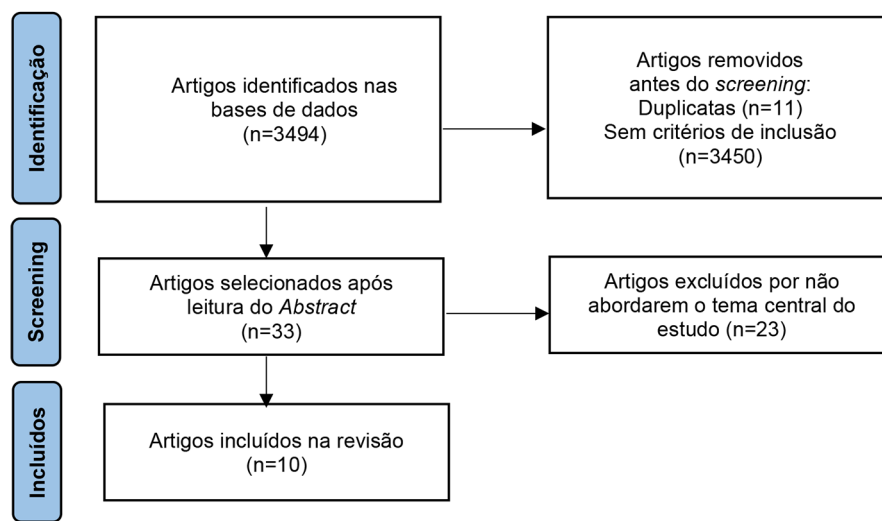 Identificação
Artigos identificados nas
bases de dados
(n=3494)
Artigos removidos
antes do screening:
Duplicatas (n=11)
Sem critérios de inclusão
(n=3450)
Screening
Artigos selecionados após
leitura do Abstract
(n=33)
Artigos excluídos por não
abordarem o tema central do
estudo (n=23)
Incluídos
Artigos incluídos na revisão
(n=10)